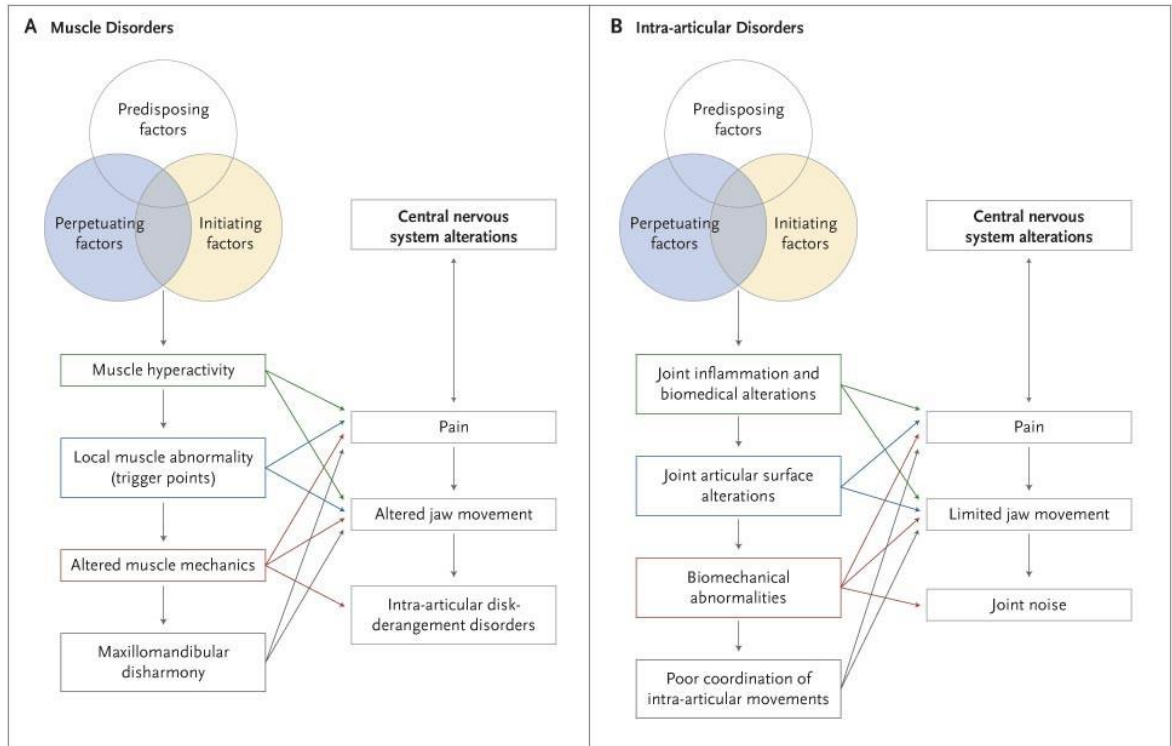 A Muscle Disorders
Predisposing
factors
Perpetuating
factors
Initiating
factors
Central nervous
system alterations
Muscle hyperactivity
Local muscle abnormality
(trigger points)
Altered muscle mechanics
Maxillomandibular
disharmony
Pain
Altered jaw movement
Intra-articular disk-
derangement disorders
B Intra-articular Disorders
Predisposing
factors
Perpetuating
factors
Initiating
factors
Central nervous
system alterations
Joint inflammation and
biomedical alterations
Joint articular surface
alterations
Biomechanical
abnormalities
Poor coordination of
intra-articular movements
Pain
Limited jaw movement
Joint noise